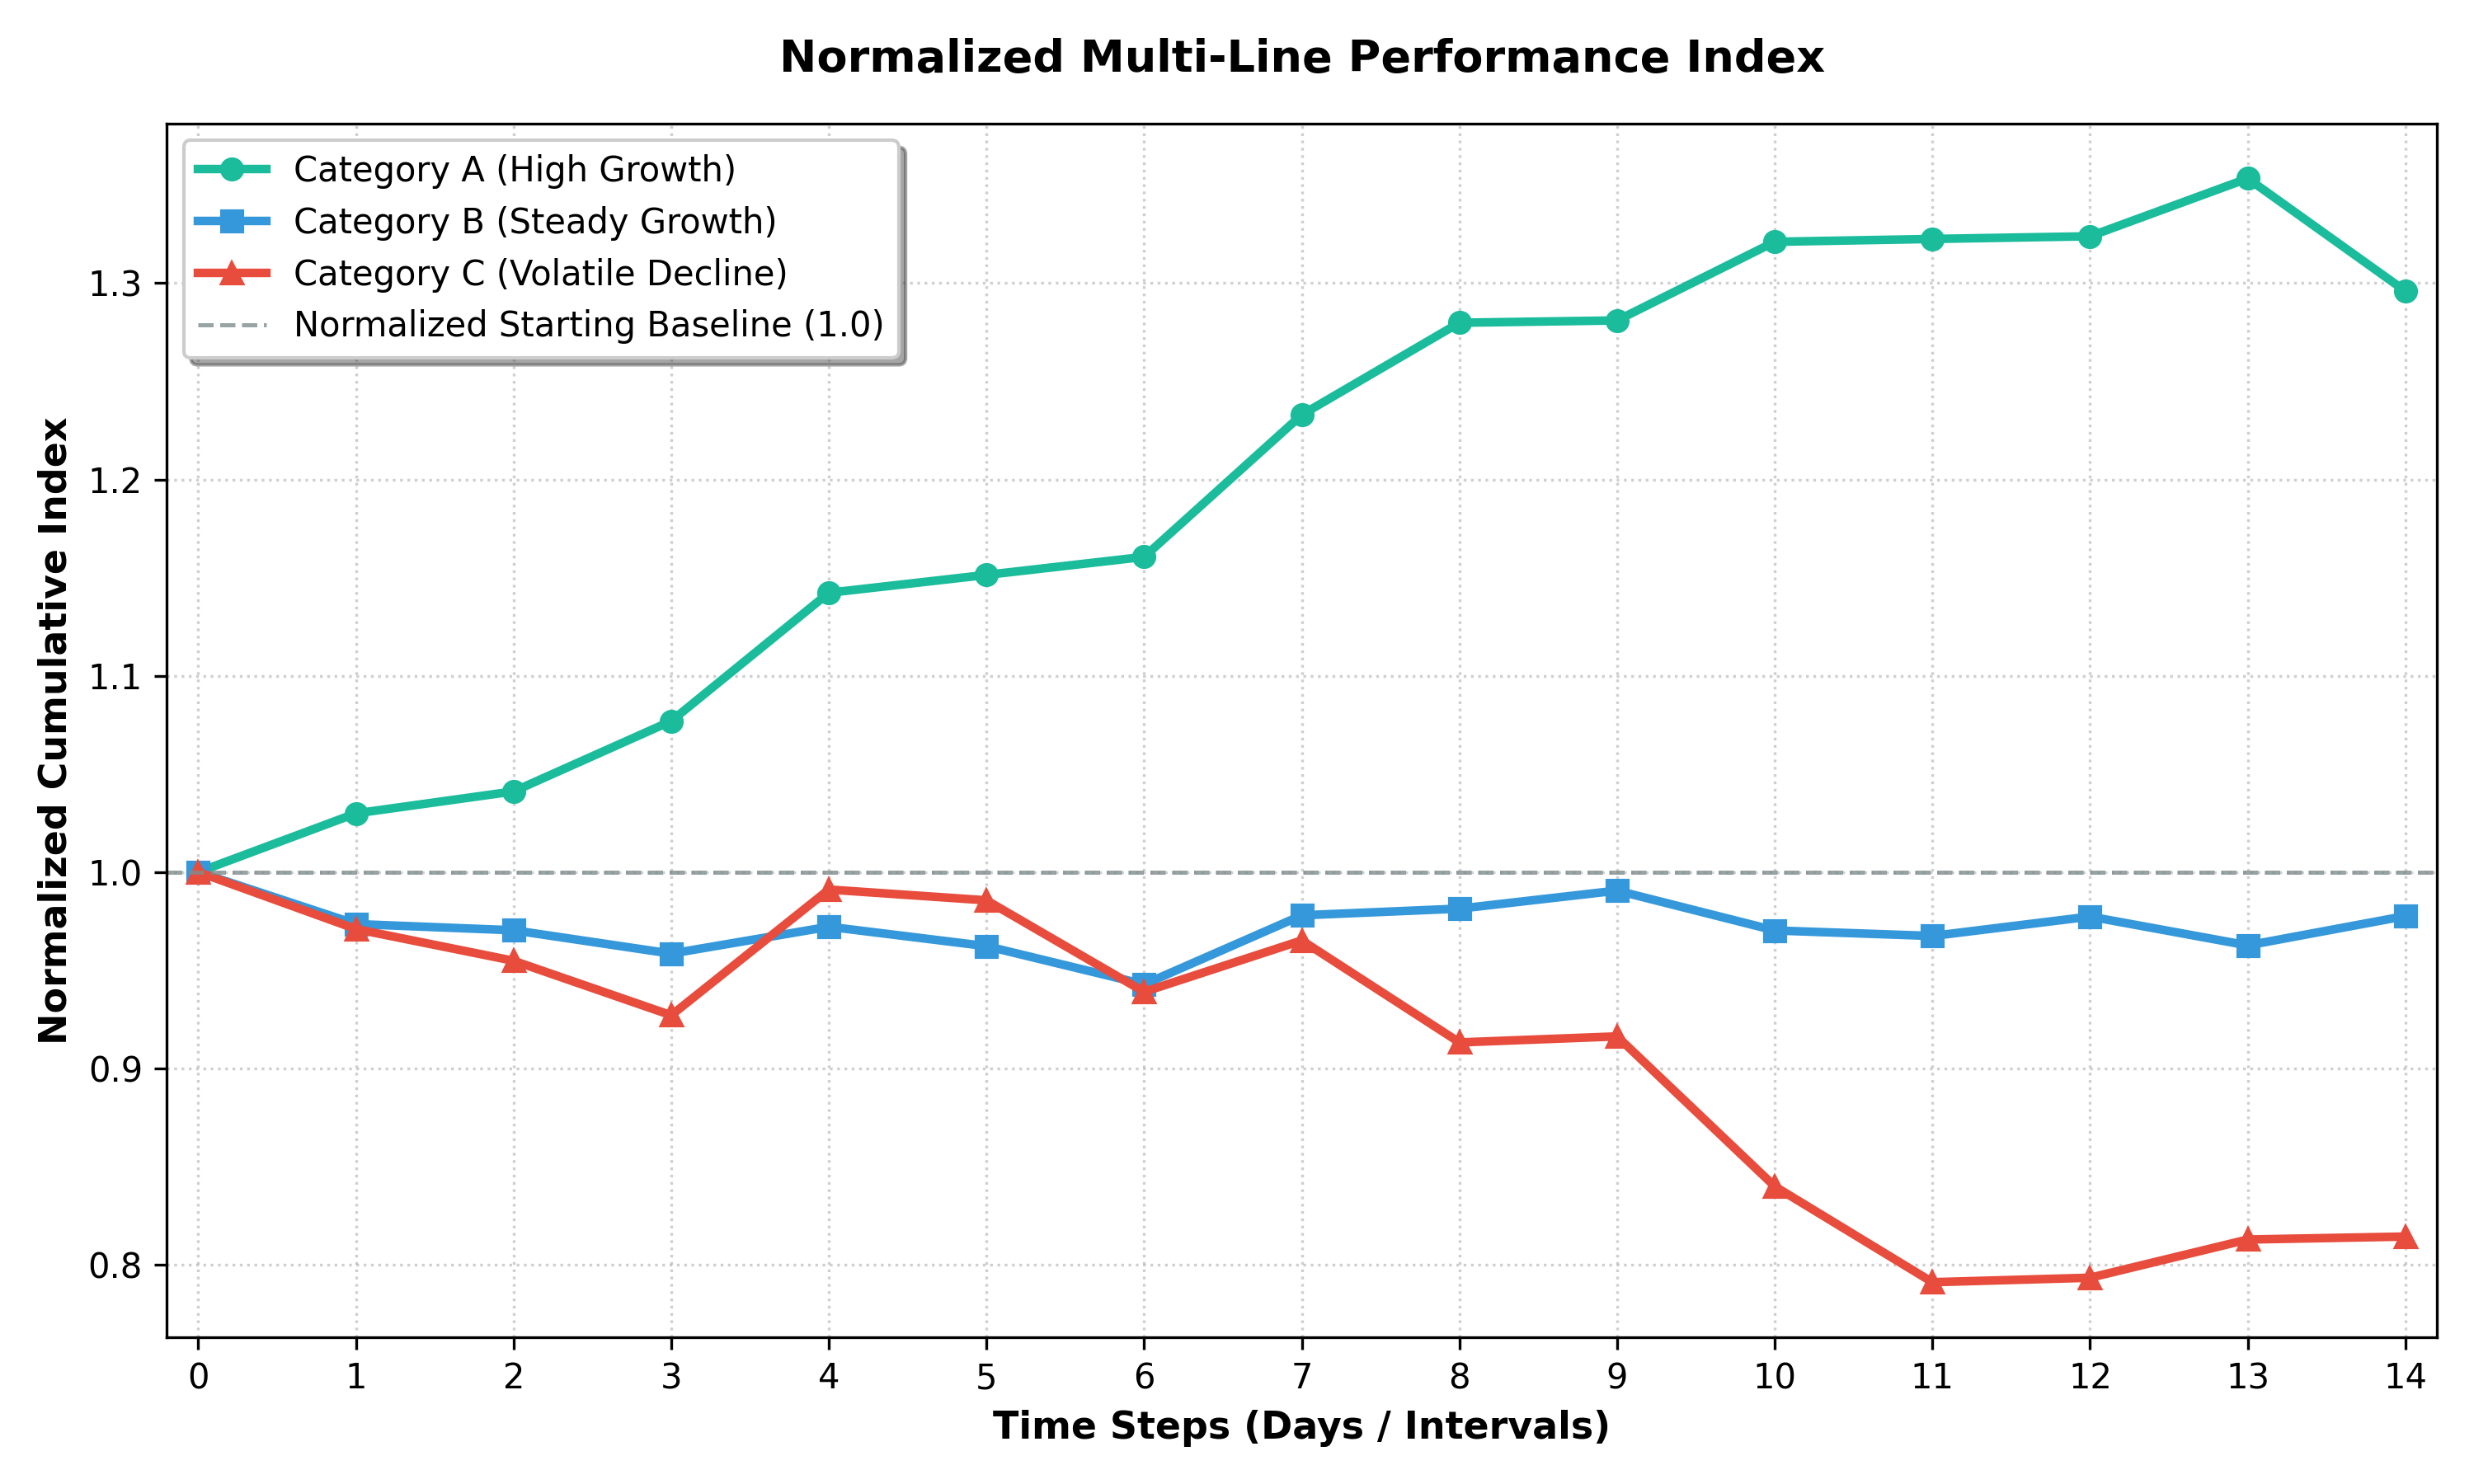 Normalized Multi-Line Performance Index
Category A (High Growth)
Category B (Steady Growth)
Category C (Volatile Decline)
Normalized Starting Baseline (1.0)
Normalized Cumulative Index
1.3
1.2
1.1
1.0
0.9
0.8
0 1 2 3 4 5 6 7 8 9 10 11 12 13 14
Time Steps (Days / Intervals)